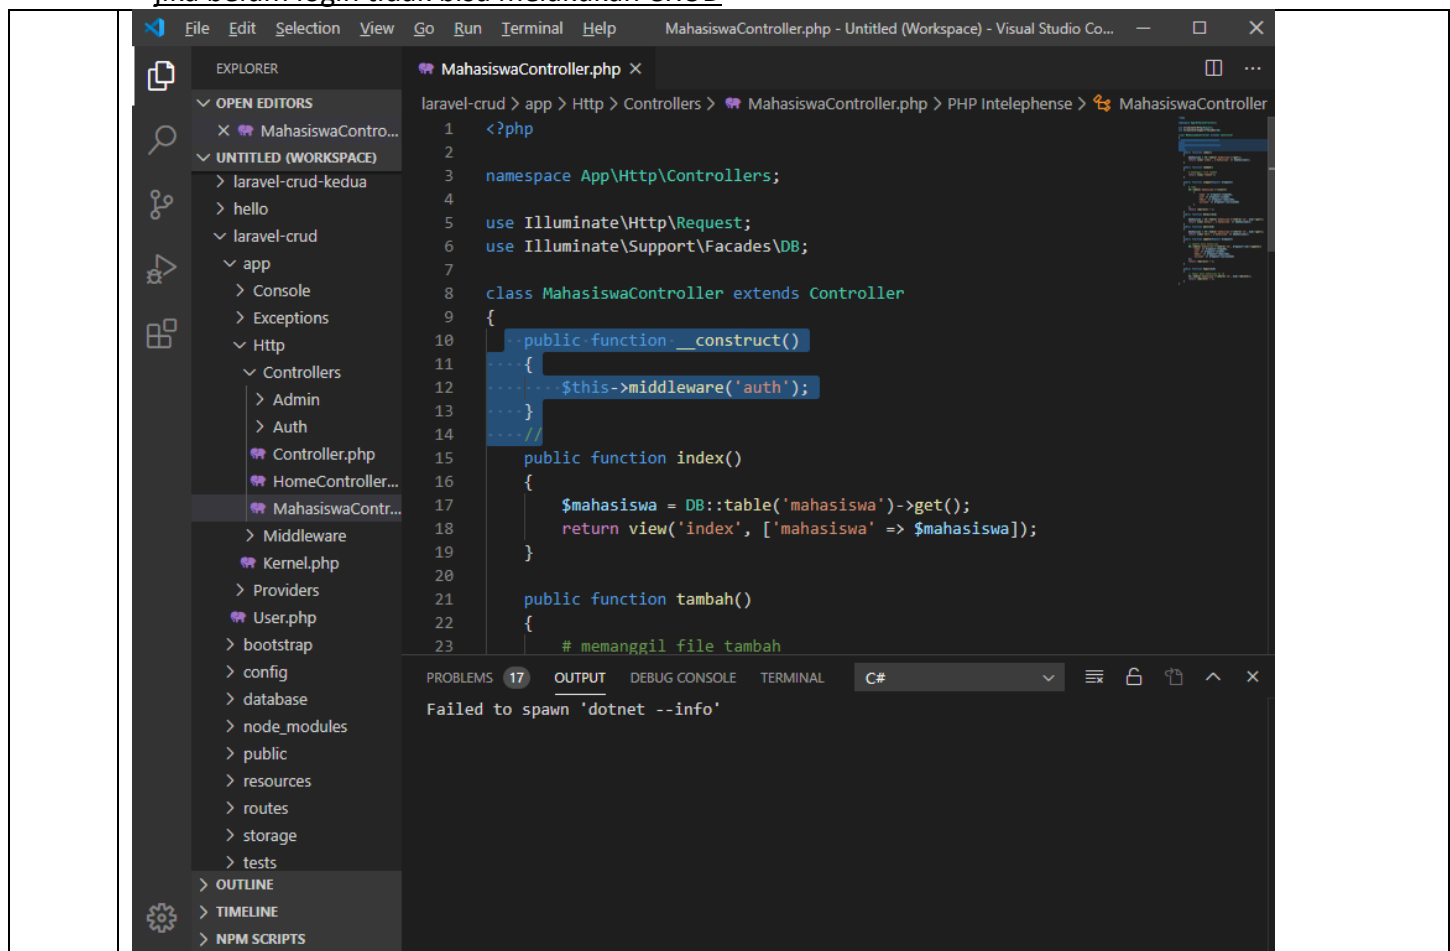 jika belum login tidak bisa melakukan CRUD
File Edit Selection View Go Run Terminal Help MahasiswaController.php - Untitled (Workspace) - Visual Studio Co...
EXPLORER
OPEN EDITORS
MahasiswaContro...
UNTITLED (WORKSPACE)
laravel-crud-kedua
hello
laravel-crud
app
Console
Exceptions
Http
Controllers
Admin
Auth
Controller.php
HomeController...
MahasiswaContr...
Middleware
Kernel.php
Providers
User.php
bootstrap
config
database
node_modules
public
resources
routes
storage
tests
OUTLINE
TIMELINE
NPM SCRIPTS
MahasiswaController.php
laravel-crud > app > Http > Controllers > MahasiswaController.php > PHP Intelephense > MahasiswaController
1 <?php
2
3 namespace App\Http\Controllers;
4
5 use Illuminate\Http\Request;
6 use Illuminate\Support\Facades\DB;
7
8 class MahasiswaController extends Controller
9 {
10 public function __construct()
11 {
12 $this->middleware('auth');
13 }
14 //
15 public function index()
16 {
17 $mahasiswa = DB::table('mahasiswa')->get();
18 return view('index', ['mahasiswa' => $mahasiswa]);
19 }
20
21 public function tambah()
22 {
23 # memanggil file tambah
PROBLEMS 17 OUTPUT DEBUG CONSOLE TERMINAL C#
Failed to spawn 'dotnet --info'